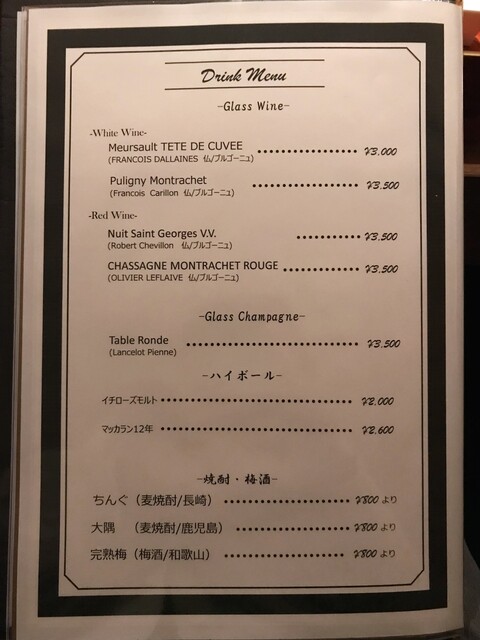 Drink Menu
-Glass Wine-
-White Wine-
Meursault TETE DE CUVEE ・・・・・・・・・・・・・・・・・ ¥3.000
(FRANCOIS DALLAINES 仏/ブルゴーニュ)
Puligny Montrachet ・・・・・・・・・・・・・・・・・ ¥3.500
(Francois Carillon 仏/ブルゴーニュ)
-Red Wine-
Nuit Saint Georges V.V. ・・・・・・・・・・・ ¥3.500
(Robert Chevillon 仏/ブルゴーニュ)
CHASSAGNE MONTRACHET ROUGE ・・・・・・・・・・・・・ ¥3.500
(OLIVIER LEFLAIVE 仏/ブルゴーニュ)
-Glass Champagne-
Table Ronde ・・・・・・・・・・・・・・・・・・・・・・・・・・・・・ ¥3.500
(Lancelot Pienne)
-ハイボール-
イチローズモルト ・・・・・・・・・・・・・・・・・・・・・・・・・・・・・・・ ¥2.000
マッカラン12年 ・・・・・・・・・・・・・・・・・・・・・・・・・・・・・・・ ¥2.600
-焼酎・梅酒-
ちんぐ（麦焼酎/長崎） ・・・・・・・・・・・・・・・・・・・・ ¥800 より
大隅 （麦焼酎/鹿児島） ・・・・・・・・・・・・・・・・・・・・ ¥800 より
完熟梅（梅酒/和歌山） ・・・・・・・・・・・・・・・・・・・・ ¥800 より